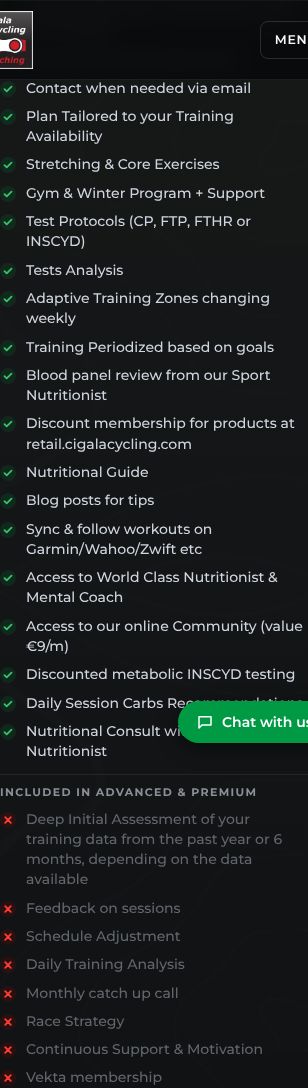 ala
ycling
ching
MEN
Contact when needed via email
Plan Tailored to your Training
Availability
Stretching & Core Exercises
Gym & Winter Program + Support
Test Protocols (CP, FTP, FTHR or
INSCYD)
Tests Analysis
Adaptive Training Zones changing
weekly
Training Periodized based on goals
Blood panel review from our Sport
Nutritionist
Discount membership for products at
retail.cigalacycling.com
Nutritional Guide
Blog posts for tips
Sync & follow workouts on
Garmin/Wahoo/Zwift etc
Access to World Class Nutritionist &
Mental Coach
Access to our online Community (value
€9/m)
Discounted metabolic INSCYD testing
Daily Session Carbs
Chat with us
Nutritional Consult
Nutritionist
INCLUDED IN ADVANCED & PREMIUM
Deep Initial Assessment of your
training data from the past year or 6
months, depending on the data
available
Feedback on sessions
Schedule Adjustment
Daily Training Analysis
Monthly catch up call
Race Strategy
Continuous Support & Motivation
Vekta membership